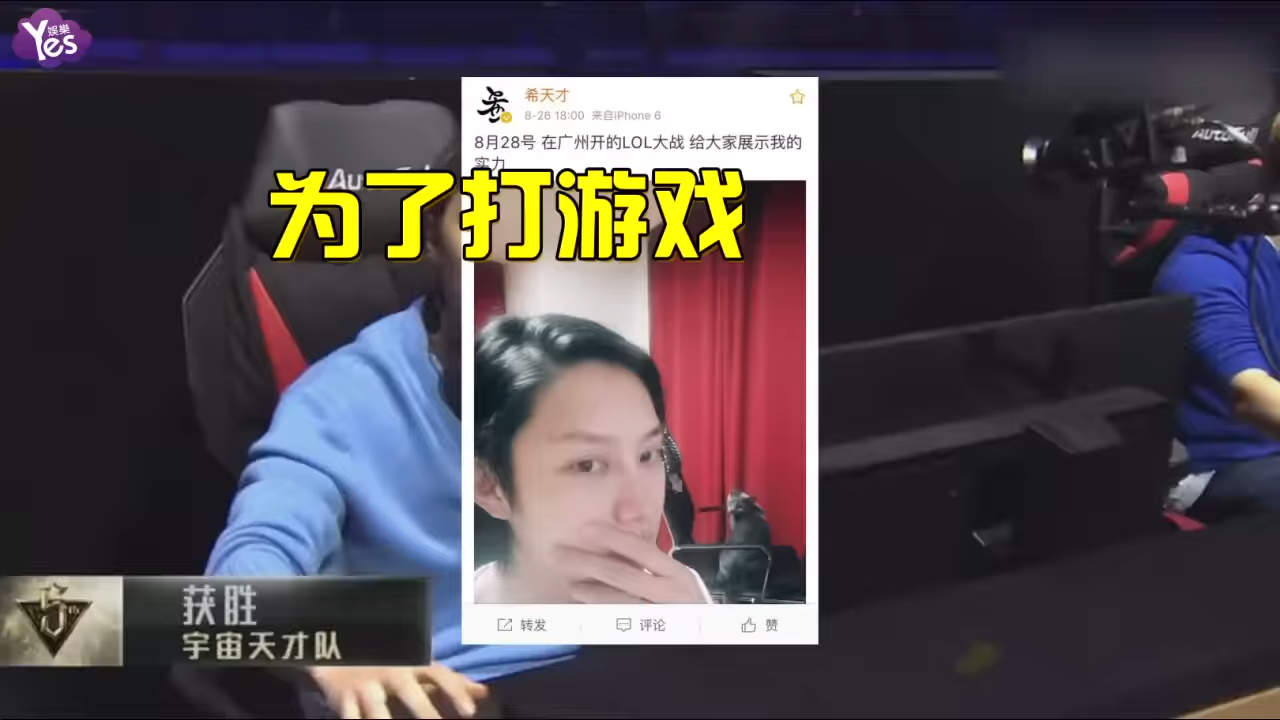 Yes 娱樂
希天才
8-26 18:00 来自iPhone 6
8月28号 在广州开的LOL大战 给大家展示我的
实力
为了打游戏
AutoFull
获胜
宇宙天才队
转发
评论
赞